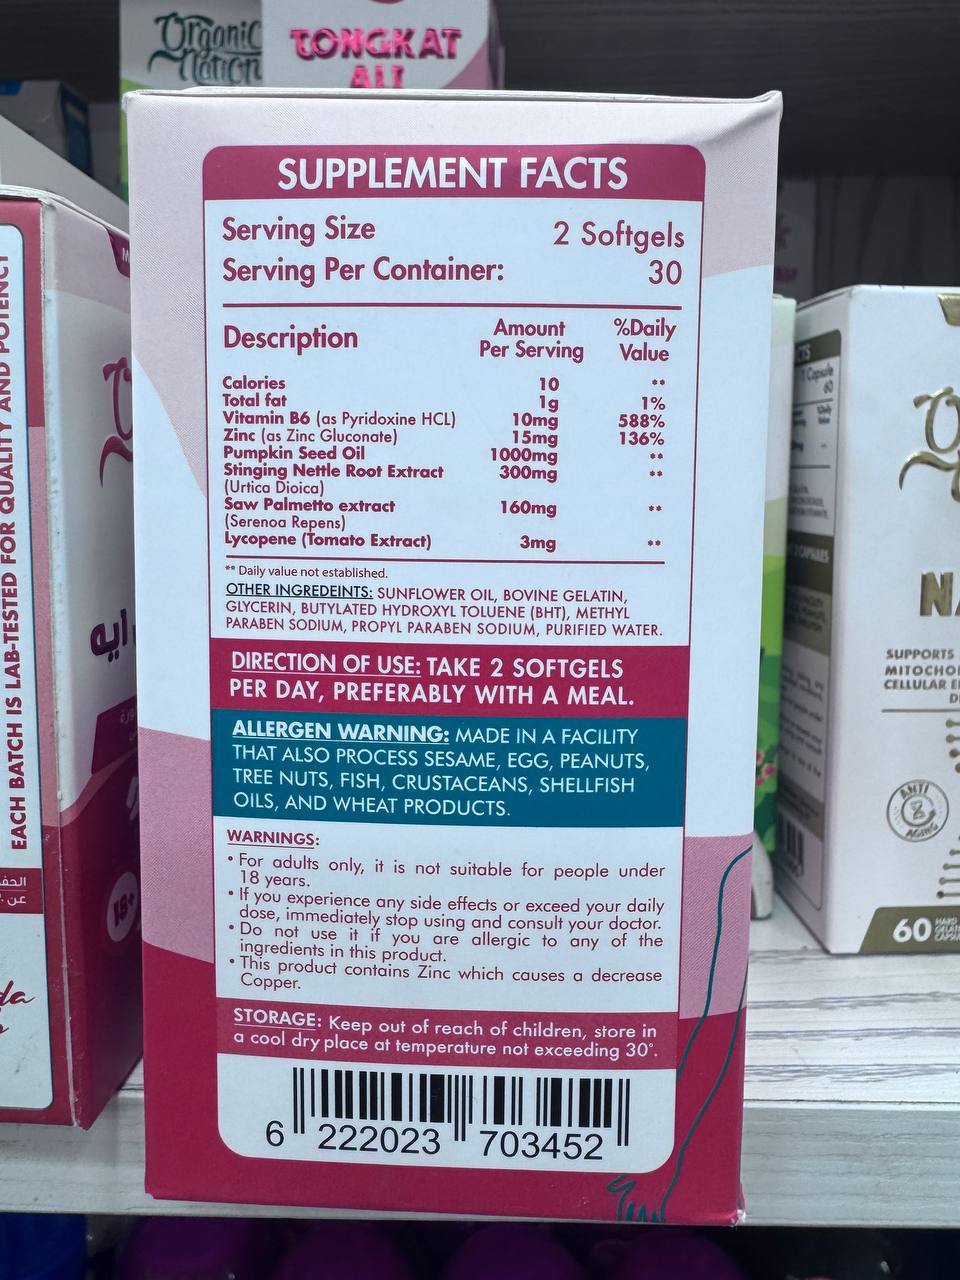 Organic
Nation
TONGKAT
ALI
SUPPLEMENT FACTS
Serving Size 2 Softgels
Serving Per Container: 30
Description Amount Per Serving %Daily Value
Calories 10 **
Total fat 1g 1%
Vitamin B6 (as Pyridoxine HCL) 10mg 588%
Zinc (as Zinc Gluconate) 15mg 136%
Pumpkin Seed Oil 1000mg **
Stinging Nettle Root Extract 300mg **
(Urtica Dioica)
Saw Palmetto extract 160mg **
(Serenoa Repens)
Lycopene (Tomato Extract) 3mg **
** Daily value not established.
OTHER INGREDEINTS: SUNFLOWER OIL, BOVINE GELATIN,
GLYCERIN, BUTYLATED HYDROXYL TOLUENE (BHT), METHYL
PARABEN SODIUM, PROPYL PARABEN SODIUM, PURIFIED WATER.
DIRECTION OF USE: TAKE 2 SOFTGELS
PER DAY, PREFERABLY WITH A MEAL.
ALLERGEN WARNING: MADE IN A FACILITY
THAT ALSO PROCESS SESAME, EGG, PEANUTS,
TREE NUTS, FISH, CRUSTACEANS, SHELLFISH
OILS, AND WHEAT PRODUCTS.
WARNINGS:
• For adults only, it is not suitable for people under
18 years.
• If you experience any side effects or exceed your daily
dose, immediately stop using and consult your doctor.
• Do not use it if you are allergic to any of the
ingredients in this product.
• This product contains Zinc which causes a decrease
Copper.
STORAGE: Keep out of reach of children, store in
a cool dry place at temperature not exceeding 30°.
6 222023 703452
EACH BATCH IS LAB-TESTED FOR QUALITY AND POTENCY
18+
1 Capsule
60
SUPPORTS
CELLULAR
ANTI
AGING
60 HARD